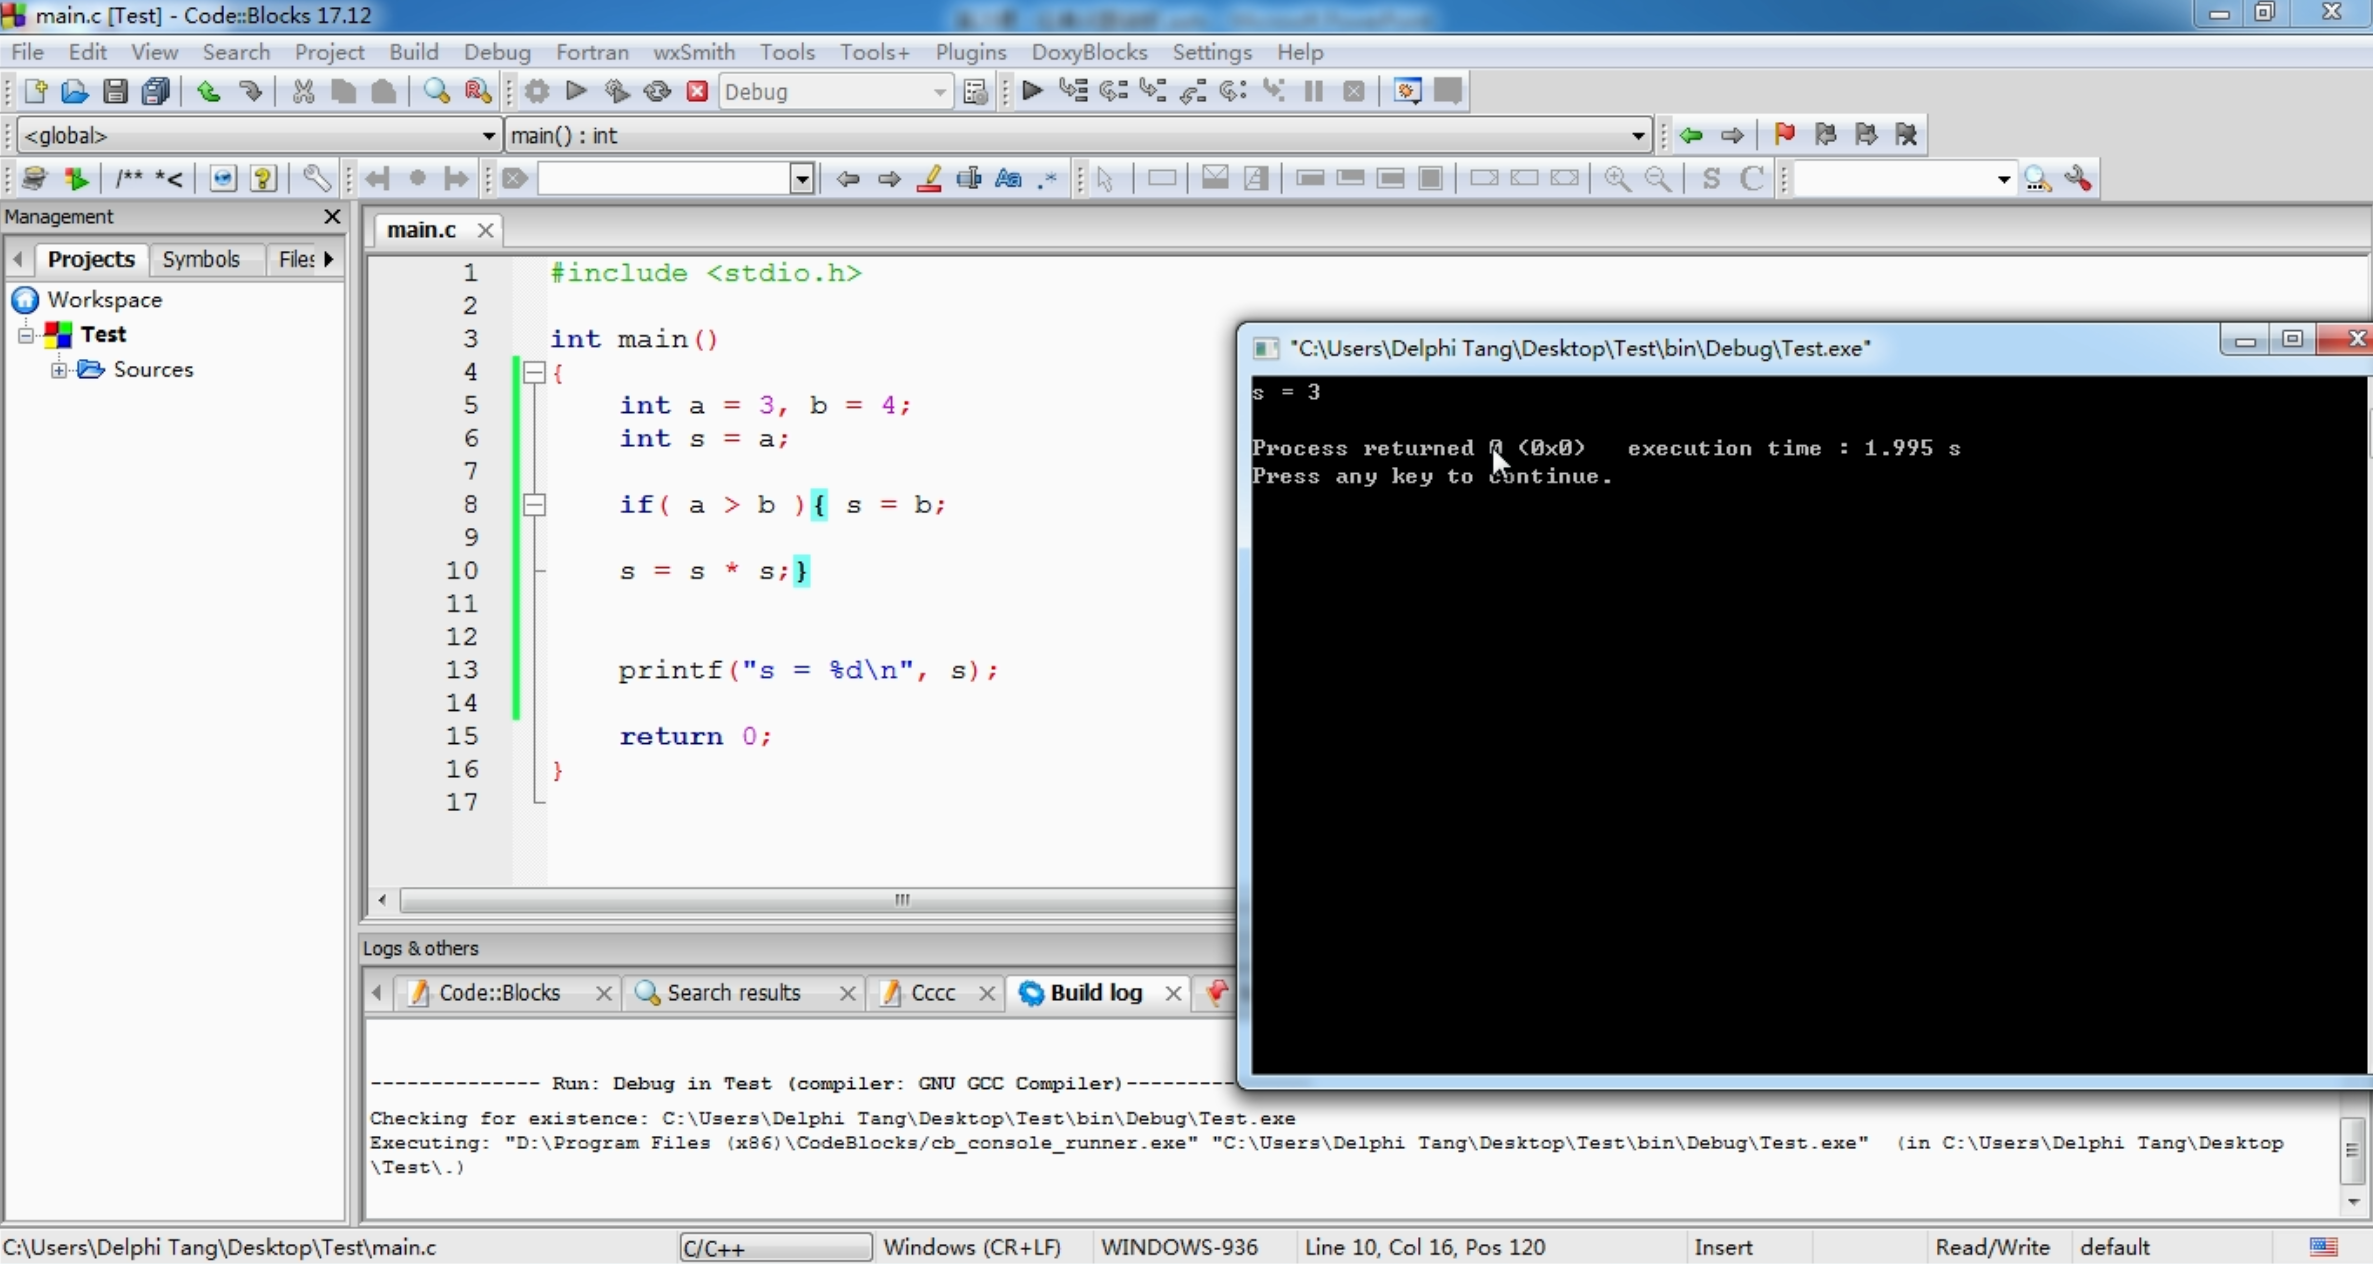 main.c [Test] - Code::Blocks 17.12
File Edit View Search Project Build Debug Fortran wxSmith Tools Tools+ Plugins DoxyBlocks Settings Help
Debug
<global> main() : int
/** *<
S C
Management
Projects Symbols Files
Workspace
Test
Sources
main.c
1 #include <stdio.h>
2
3 int main()
4 {
5 int a = 3, b = 4;
6 int s = a;
7
8 if( a > b ){ s = b;
9
10 s = s * s;}
11
12
13 printf("s = %d\n", s);
14
15 return 0;
16 }
17
"C:\Users\Delphi Tang\Desktop\Test\bin\Debug\Test.exe"
s = 3
Process returned 0 (0x0) execution time : 1.995 s
Press any key to continue.
Logs & others
Code::Blocks Search results Cccc Build log
-------------- Run: Debug in Test (compiler: GNU GCC Compiler)---------
Checking for existence: C:\Users\Delphi Tang\Desktop\Test\bin\Debug\Test.exe
Executing: "D:\Program Files (x86)\CodeBlocks/cb_console_runner.exe" "C:\Users\Delphi Tang\Desktop\Test\bin\Debug\Test.exe" (in C:\Users\Delphi Tang\Desktop
\Test\.)
C:\Users\Delphi Tang\Desktop\Test\main.c C/C++ Windows (CR+LF) WINDOWS-936 Line 10, Col 16, Pos 120 Insert Read/Write default